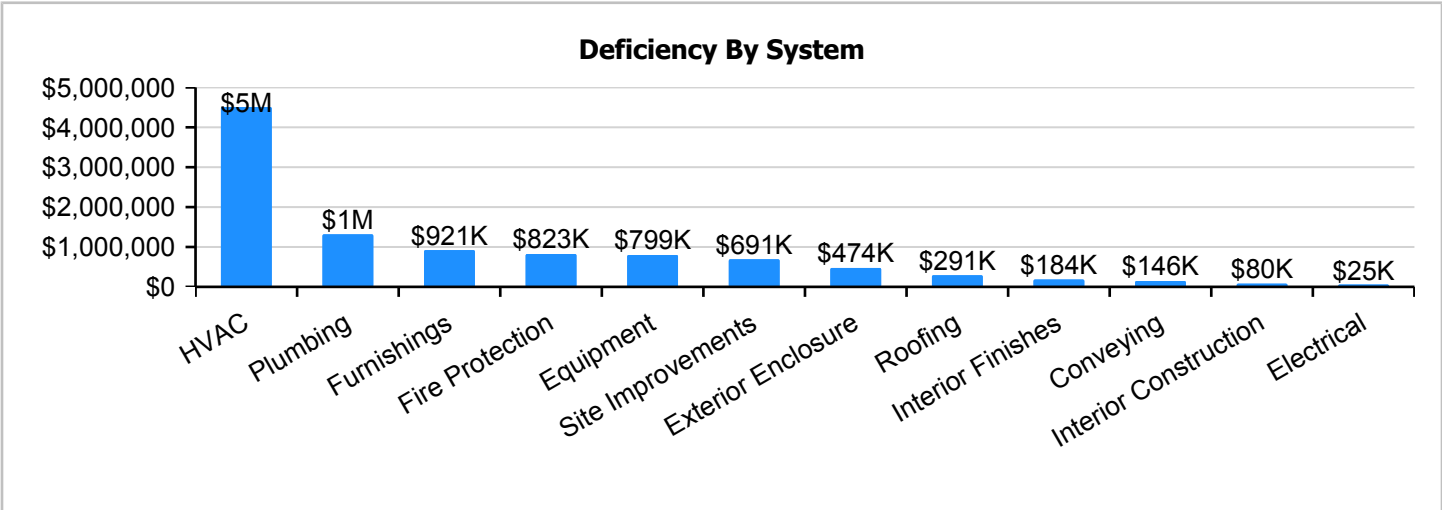 Deficiency By System
$5,000,000
$4,000,000
$3,000,000
$2,000,000
$1,000,000
$0
$5M
$1M
$921K
$823K
$799K
$691K
$474K
$291K
$184K
$146K
$80K
$25K
HVAC
Plumbing
Furnishings
Fire Protection
Equipment
Site Improvements
Exterior Enclosure
Roofing
Interior Finishes
Conveying
Interior Construction
Electrical